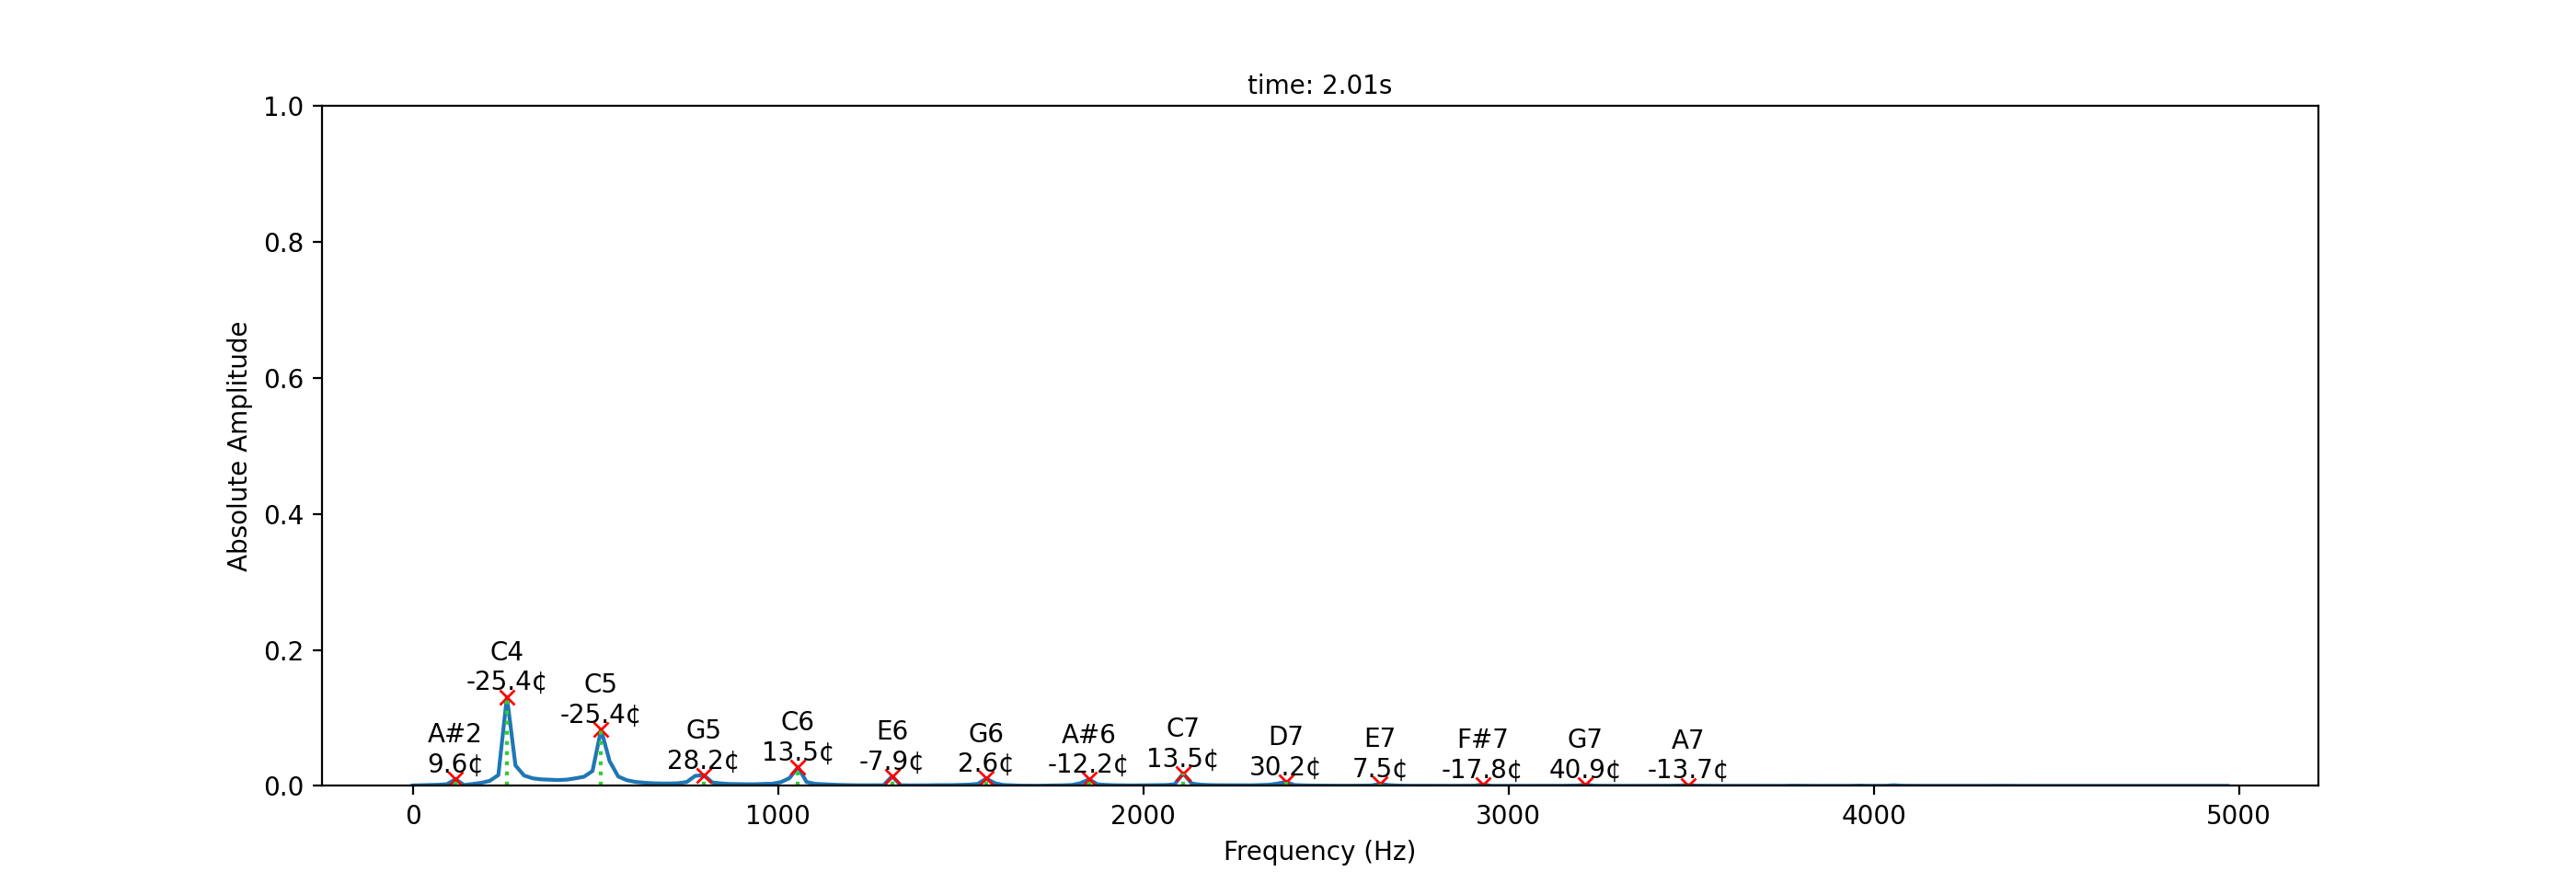 time: 2.01s
1.0
0.8
0.6
0.4
0.2
0.0
Absolute Amplitude
A#2
9.6¢
C4
-25.4¢
C5
-25.4¢
G5
28.2¢
C6
13.5¢
E6
-7.9¢
G6
2.6¢
A#6
-12.2¢
C7
13.5¢
D7
30.2¢
E7
7.5¢
F#7
-17.8¢
G7
40.9¢
A7
-13.7¢
0 1000 2000 3000 4000 5000
Frequency (Hz)